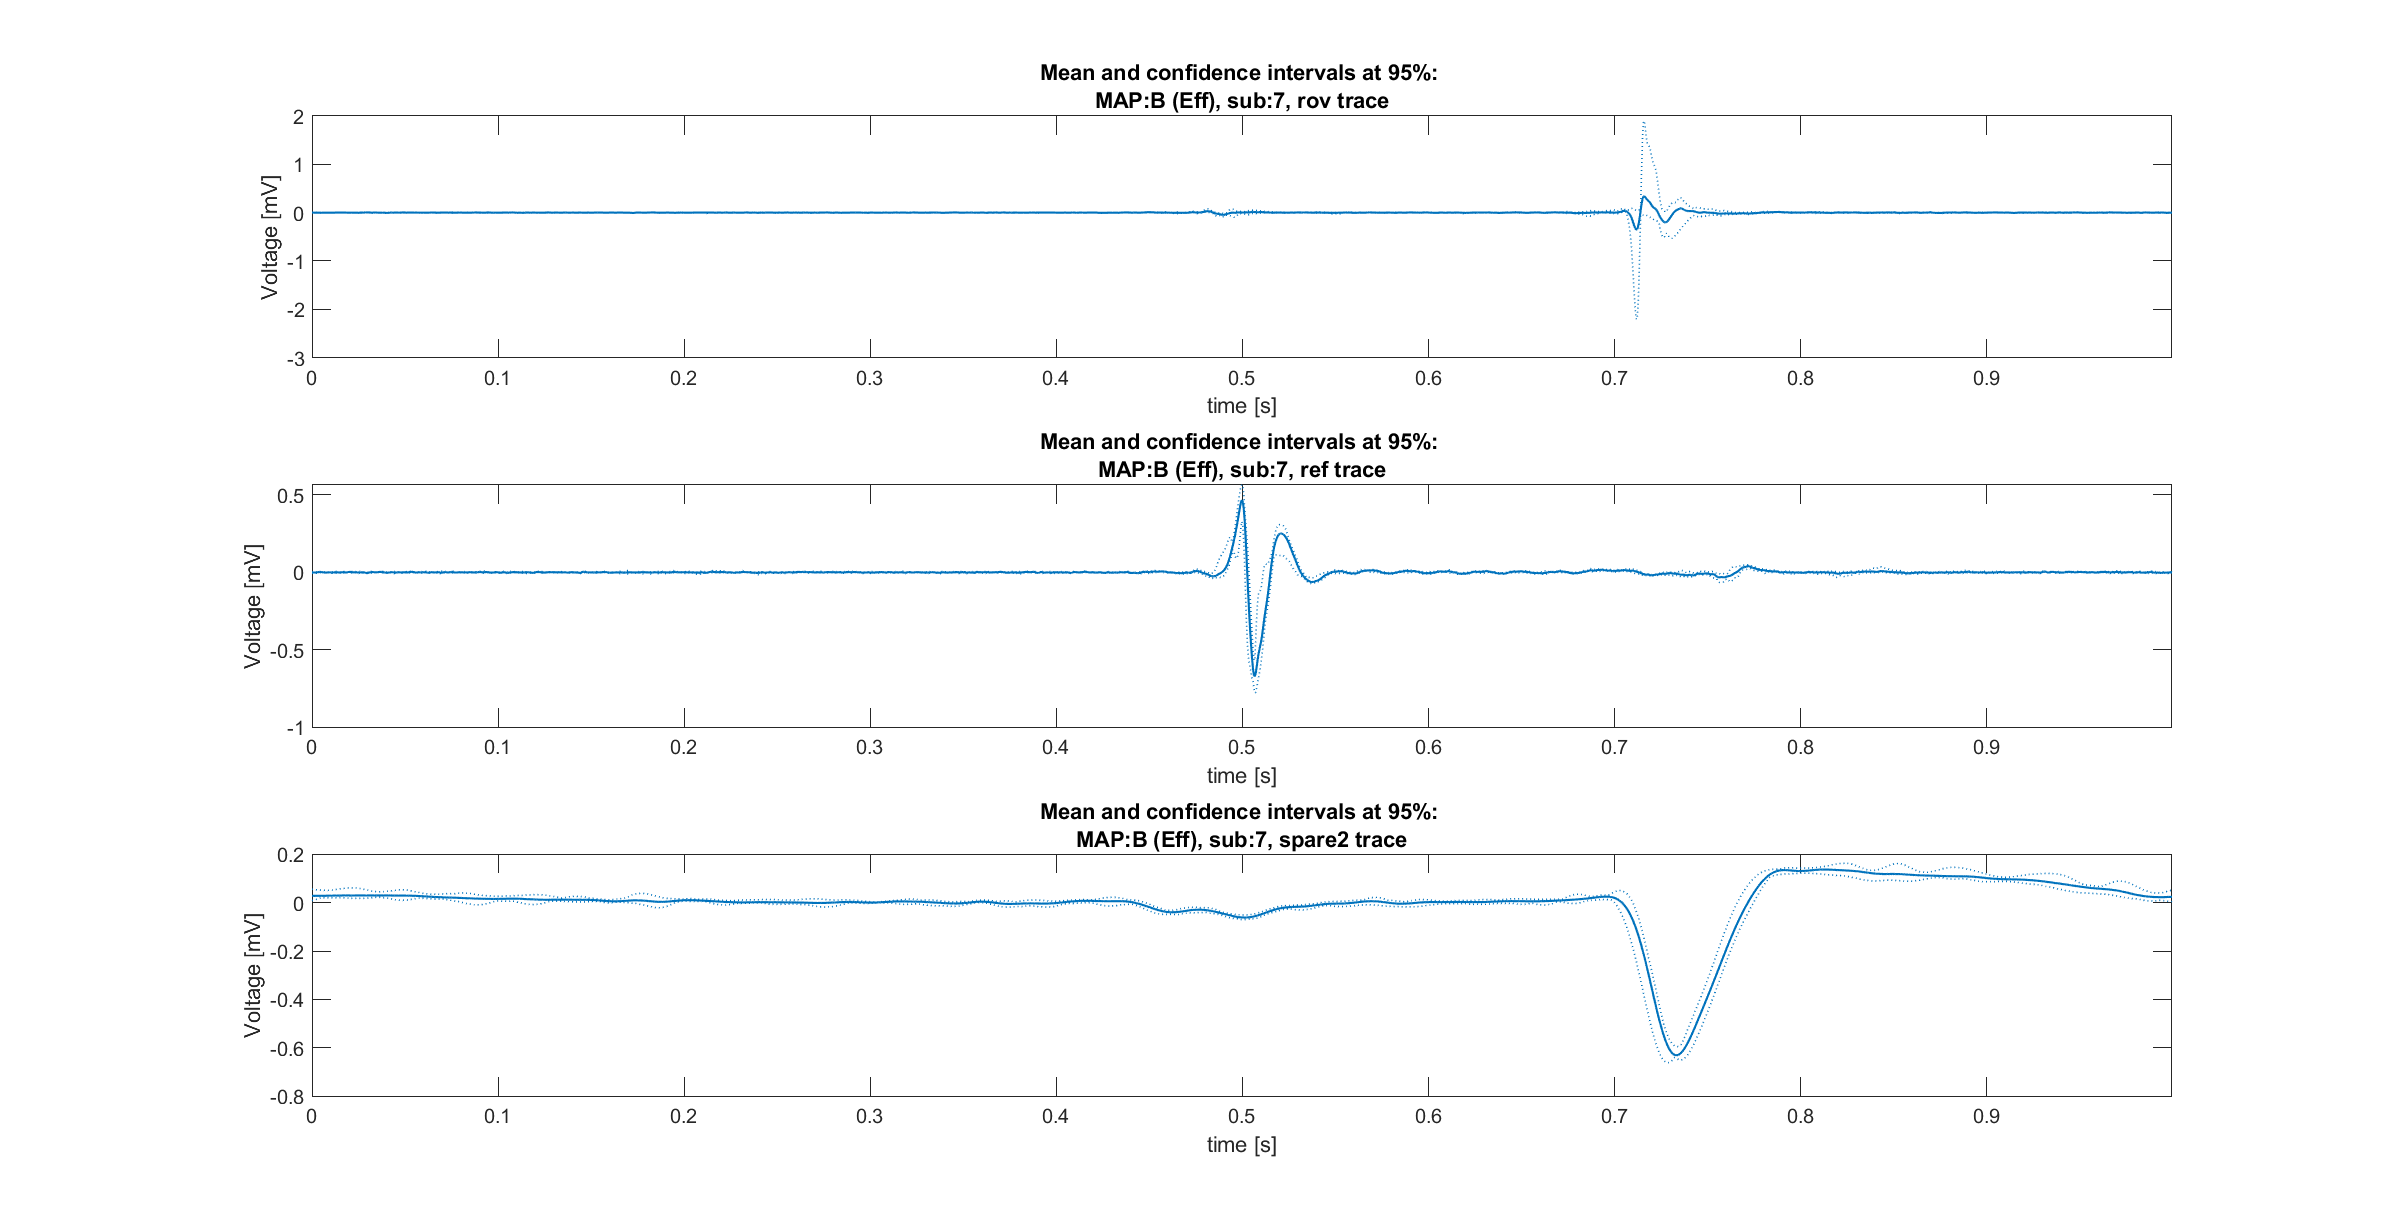 Mean and confidence intervals at 95%:
MAP:B (Eff), sub:7, rov trace
Voltage [mV]
2
1
0
-1
-2
-3
0 0.1 0.2 0.3 0.4 0.5 0.6 0.7 0.8 0.9
time [s]
Mean and confidence intervals at 95%:
MAP:B (Eff), sub:7, ref trace
Voltage [mV]
0.5
0
-0.5
-1
0 0.1 0.2 0.3 0.4 0.5 0.6 0.7 0.8 0.9
time [s]
Mean and confidence intervals at 95%:
MAP:B (Eff), sub:7, spare2 trace
Voltage [mV]
0.2
0
-0.2
-0.4
-0.6
-0.8
0 0.1 0.2 0.3 0.4 0.5 0.6 0.7 0.8 0.9
time [s]